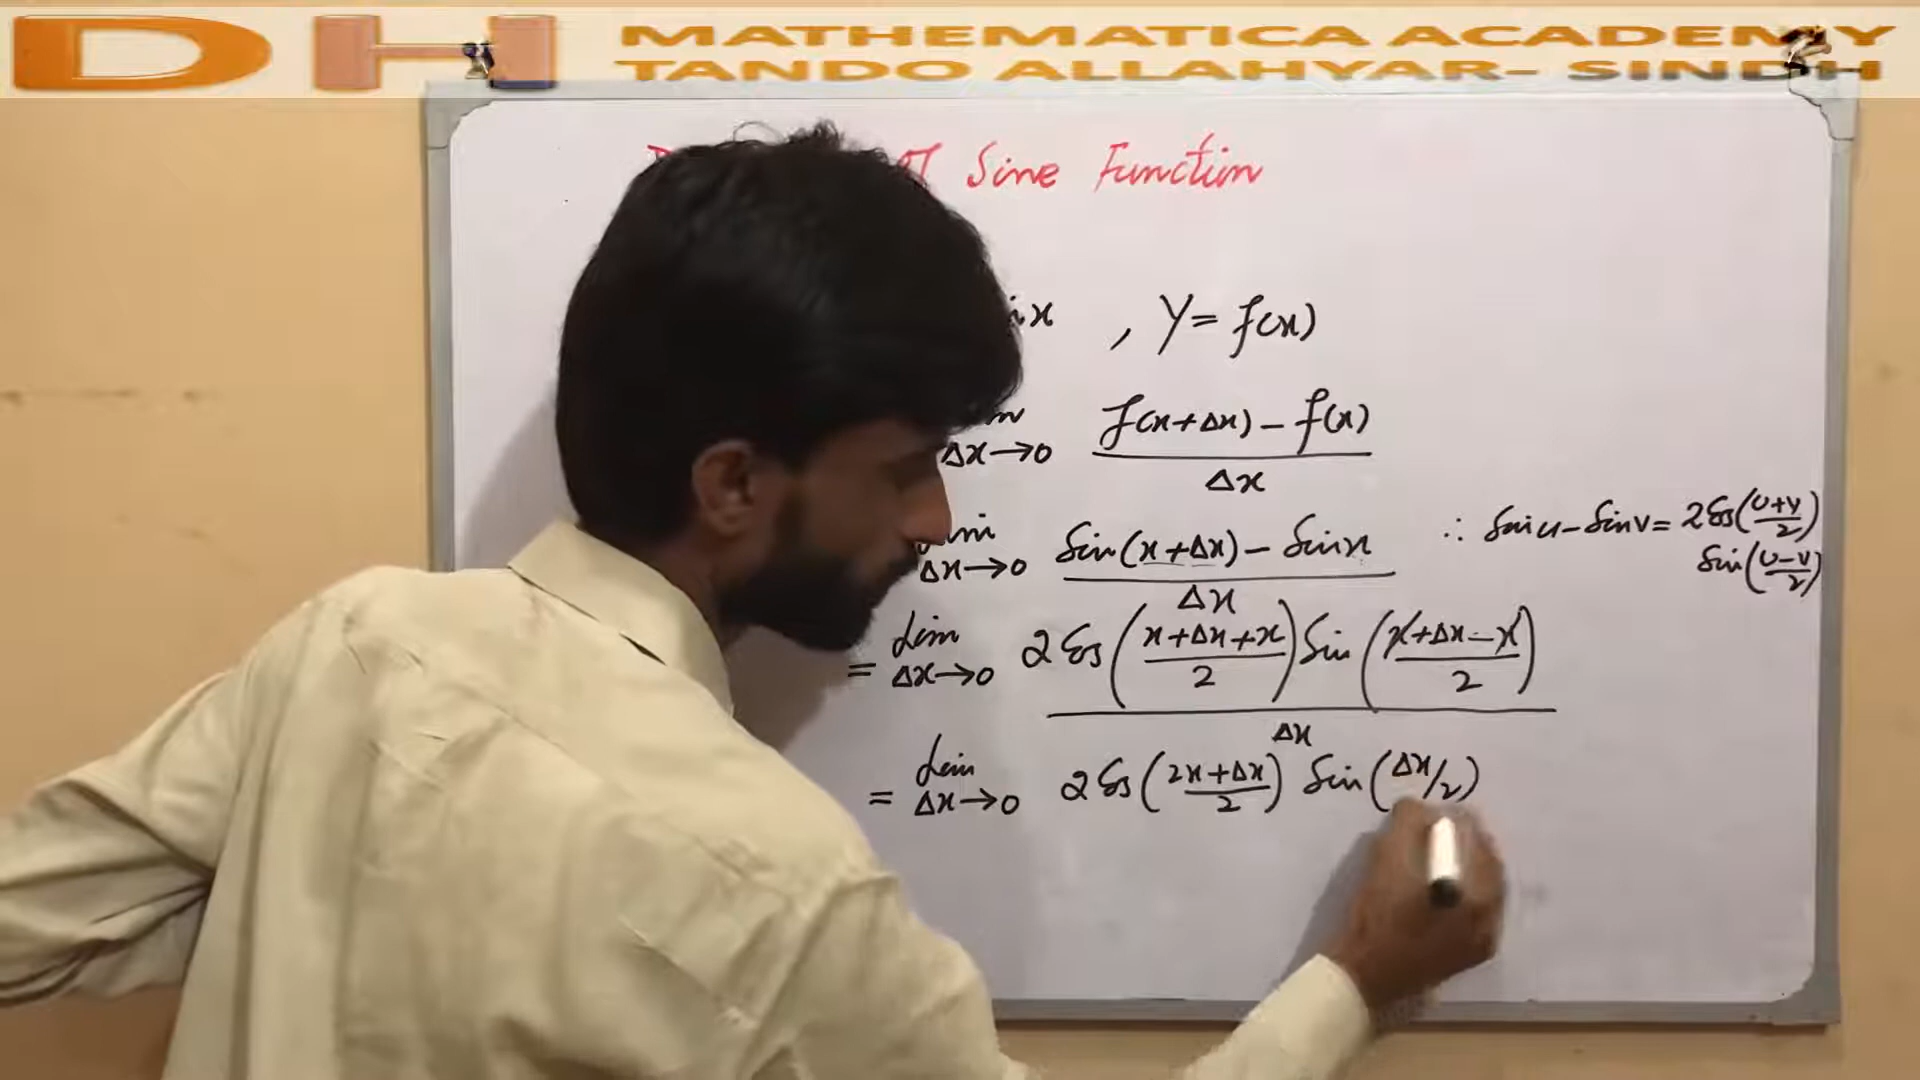 DH MATHEMATICA ACADEMY
TANDO ALLAHYAR- SINDH
Sine Function
x , Y = f(x)
Δx→0 f(x+Δx) – f(x) / Δx
Δx→0 Sin(x+Δx) – Sinx / Δx ∴ Sinu – Sinv = 2Cos(u+v/2) Sin(u–v/2)
= Lim Δx→0 2Cos(x+Δx+x/2) Sin(x+Δx–x/2) / Δx
= Lim Δx→0 2Cos(2x+Δx/2) Sin(Δx/2)